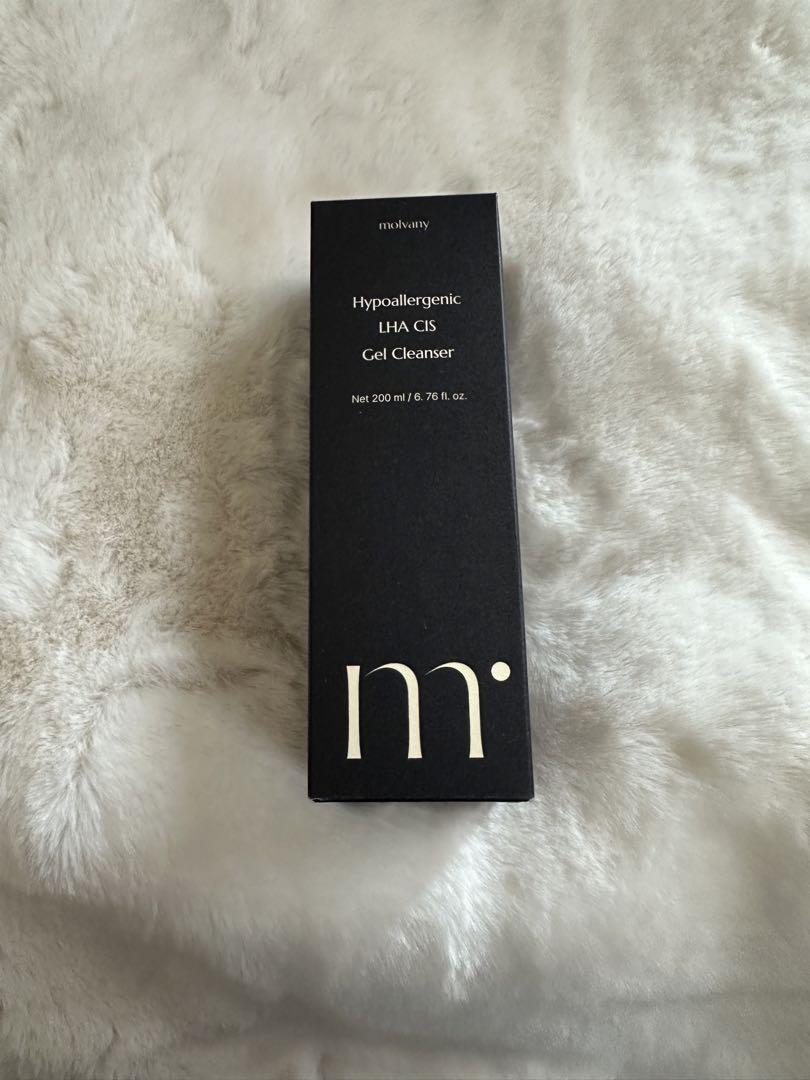 molvany
Hypoallergenic
LHA CIS
Gel Cleanser
Net 200 ml / 6. 76 fl. oz.
m